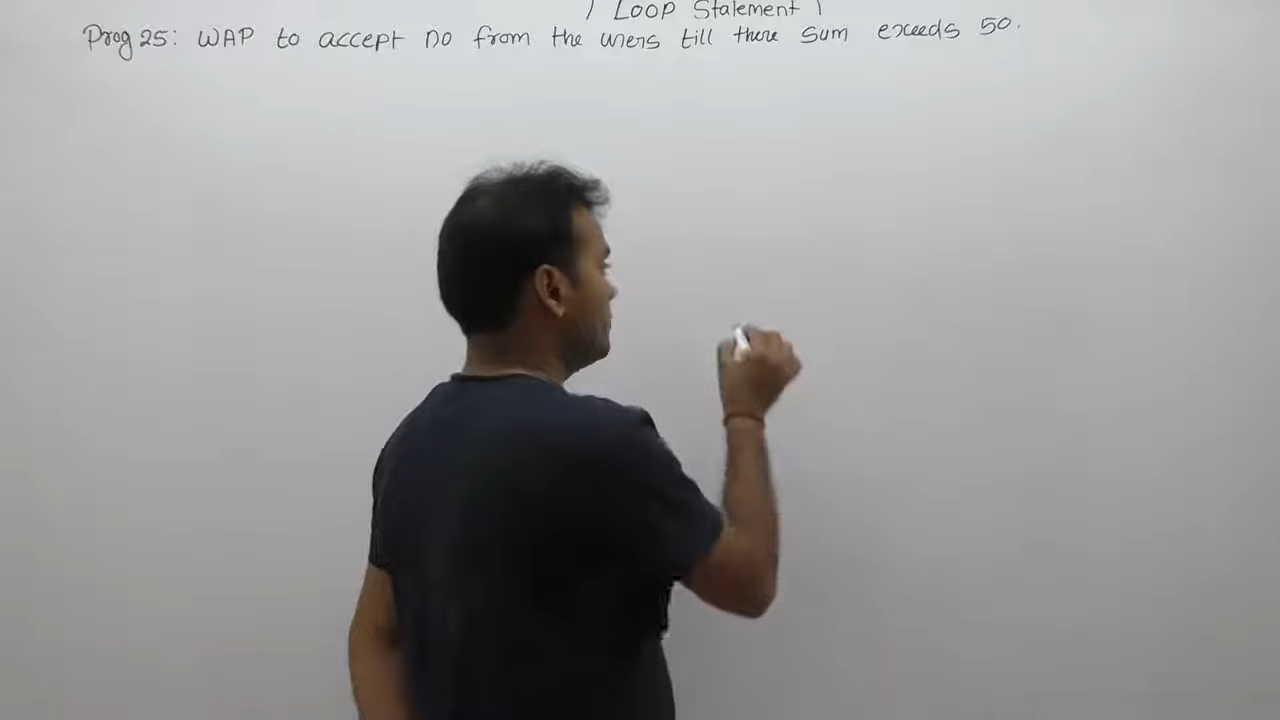 Loop Statement
Prog 25: WAP to accept no from the users till there sum exceeds 50.